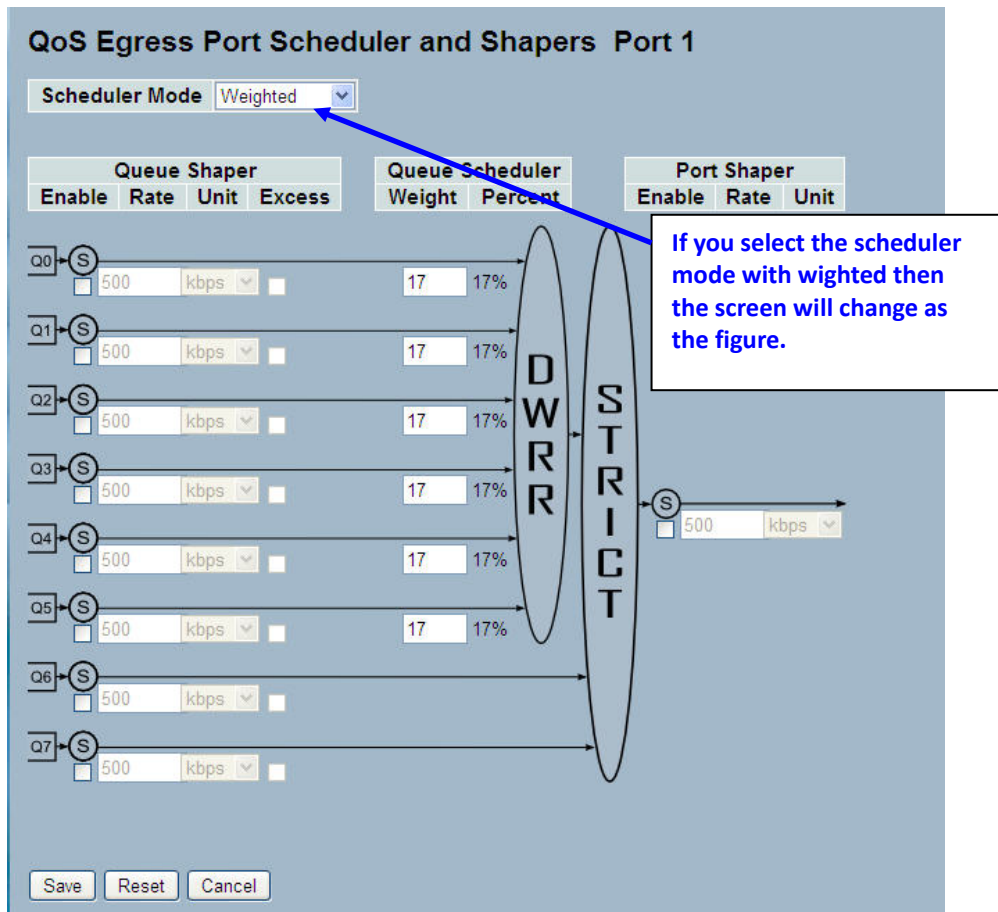 QoS Egress Port Scheduler and Shapers Port 1
Scheduler Mode Weighted
Queue Shaper Queue Scheduler Port Shaper
Enable Rate Unit Excess Weight Percent Enable Rate Unit
If you select the scheduler
mode with wighted then
the screen will change as
the figure.
Q0 S
500 kbps 17 17%
Q1 S
500 kbps 17 17%
Q2 S
500 kbps 17 17%
Q3 S
500 kbps 17 17%
Q4 S
500 kbps 17 17%
Q5 S
500 kbps 17 17%
Q6 S
500 kbps
Q7 S
500 kbps
DWRR
STRICT
S
500 kbps
Save Reset Cancel